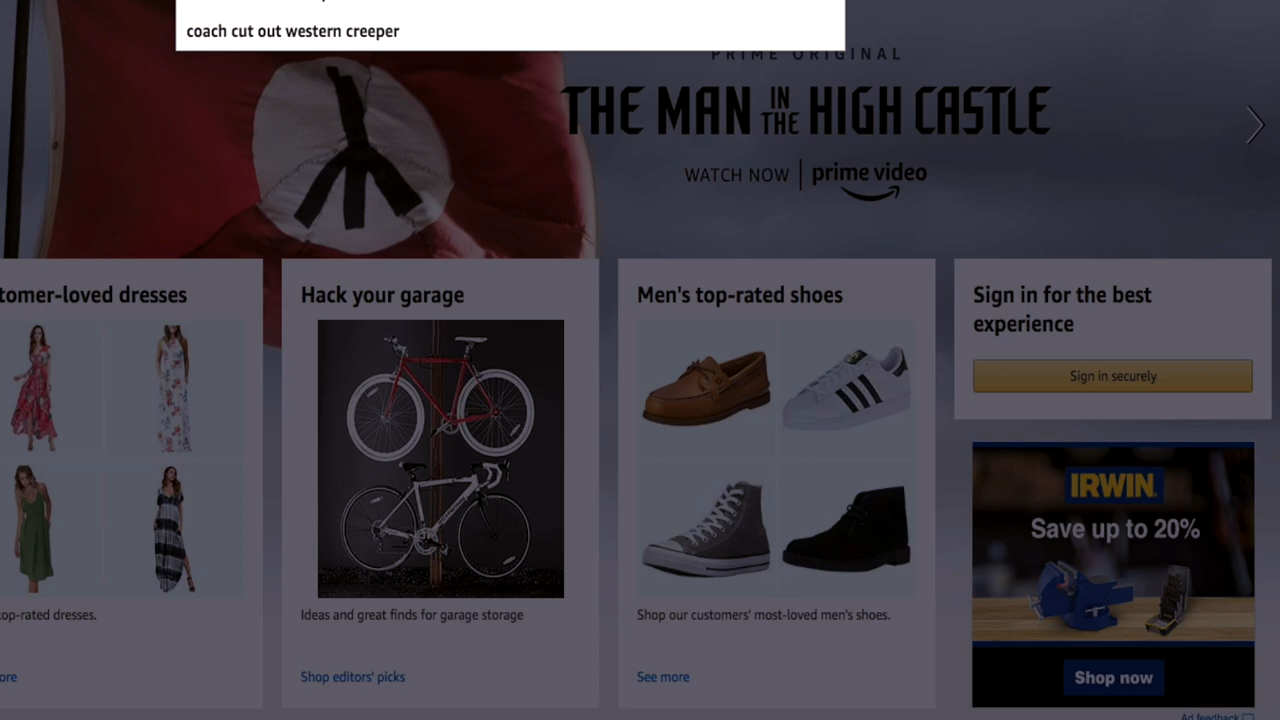 coach cut out western creeper
PRIME ORIGINAL
THE MAN IN THE HIGH CASTLE
WATCH NOW | prime video
tomer-loved dresses
Hack your garage
Men's top-rated shoes
Sign in for the best
experience
Sign in securely
IRWIN.
Save up to 20%
top-rated dresses.
Ideas and great finds for garage storage
Shop our customers' most-loved men's shoes.
ore
Shop editors' picks
See more
Shop now
Ad feedback